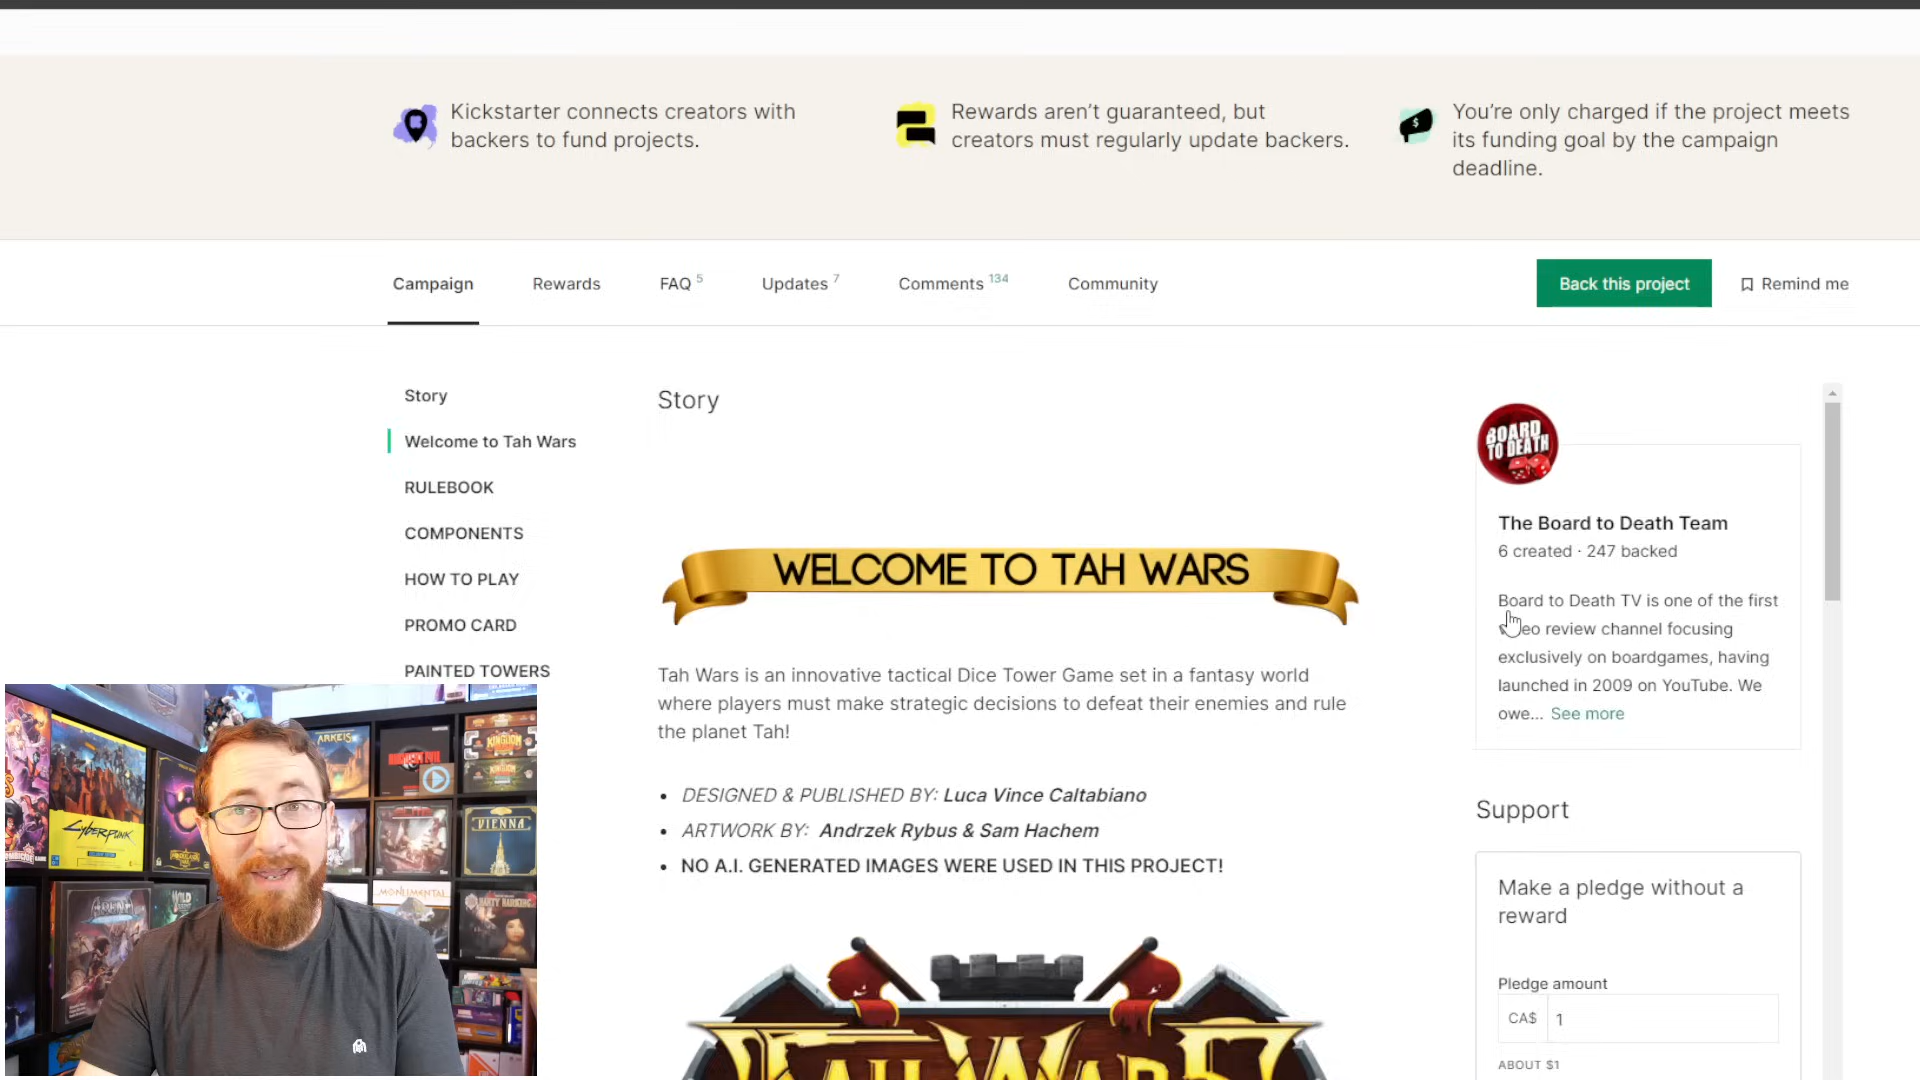 Kickstarter connects creators with
backers to fund projects.
Rewards aren't guaranteed, but
creators must regularly update backers.
You're only charged if the project meets
its funding goal by the campaign
deadline.
Campaign
Rewards
FAQ 5
Updates 7
Comments 134
Community
Back this project
Remind me
Story
Welcome to Tah Wars
RULEBOOK
COMPONENTS
HOW TO PLAY
PROMO CARD
PAINTED TOWERS
Story
WELCOME TO TAH WARS
Tah Wars is an innovative tactical Dice Tower Game set in a fantasy world
where players must make strategic decisions to defeat their enemies and rule
the planet Tah!
• DESIGNED & PUBLISHED BY: Luca Vince Caltabiano
• ARTWORK BY: Andrzek Rybus & Sam Hachem
• NO A.I. GENERATED IMAGES WERE USED IN THIS PROJECT!
TAH WARS
BOARD
TO DEATH
The Board to Death Team
6 created · 247 backed
Board to Death TV is one of the first
video review channel focusing
exclusively on boardgames, having
launched in 2009 on YouTube. We
owe... See more
Support
Make a pledge without a
reward
Pledge amount
CA$ 1
ABOUT $1
CYBERPUNK
ARKEIS
VIENNA
MONUMENTAL